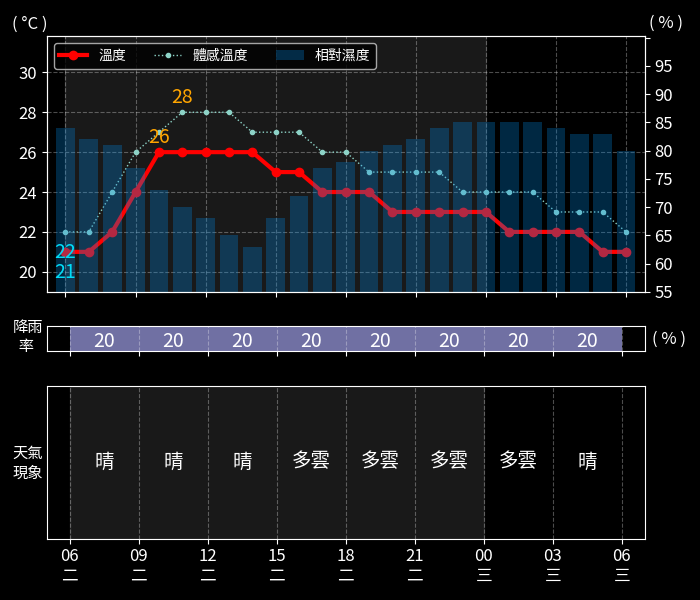 ( °C )
( % )
溫度
體感溫度
相對濕度
30
28
26
24
22
20
95
90
85
80
75
70
65
60
55
28
26
22
21
降雨
率
20 20 20 20 20 20 20 20
( % )
天氣
現象
晴 晴 晴 多雲 多雲 多雲 多雲 晴
06 09 12 15 18 21 00 03 06
二 二 二 二 二 二 三 三 三